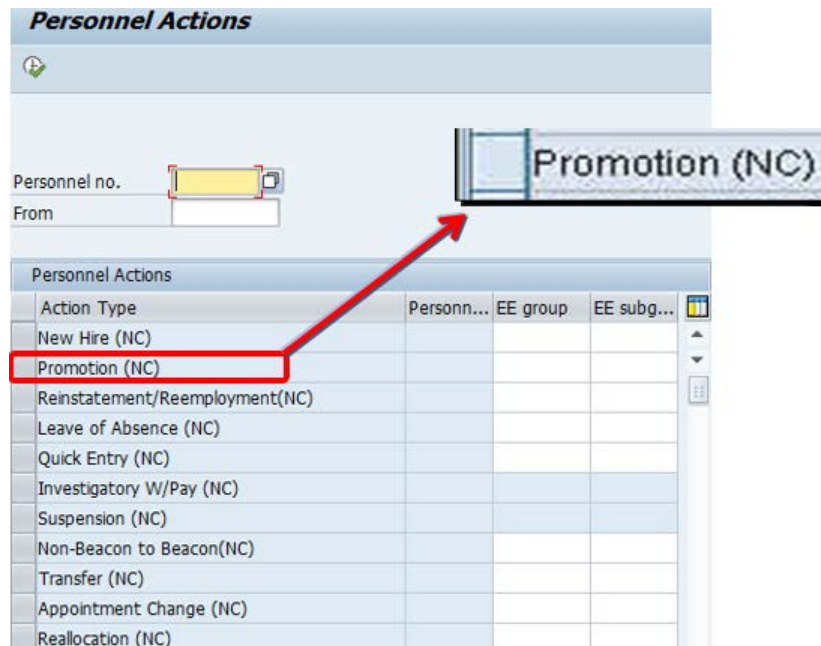 Personnel Actions
Promotion (NC)
Personnel no.
From
Personnel Actions
Action Type Personn... EE group EE subg...
New Hire (NC)
Promotion (NC)
Reinstatement/Reemployment(NC)
Leave of Absence (NC)
Quick Entry (NC)
Investigatory W/Pay (NC)
Suspension (NC)
Non-Beacon to Beacon(NC)
Transfer (NC)
Appointment Change (NC)
Reallocation (NC)